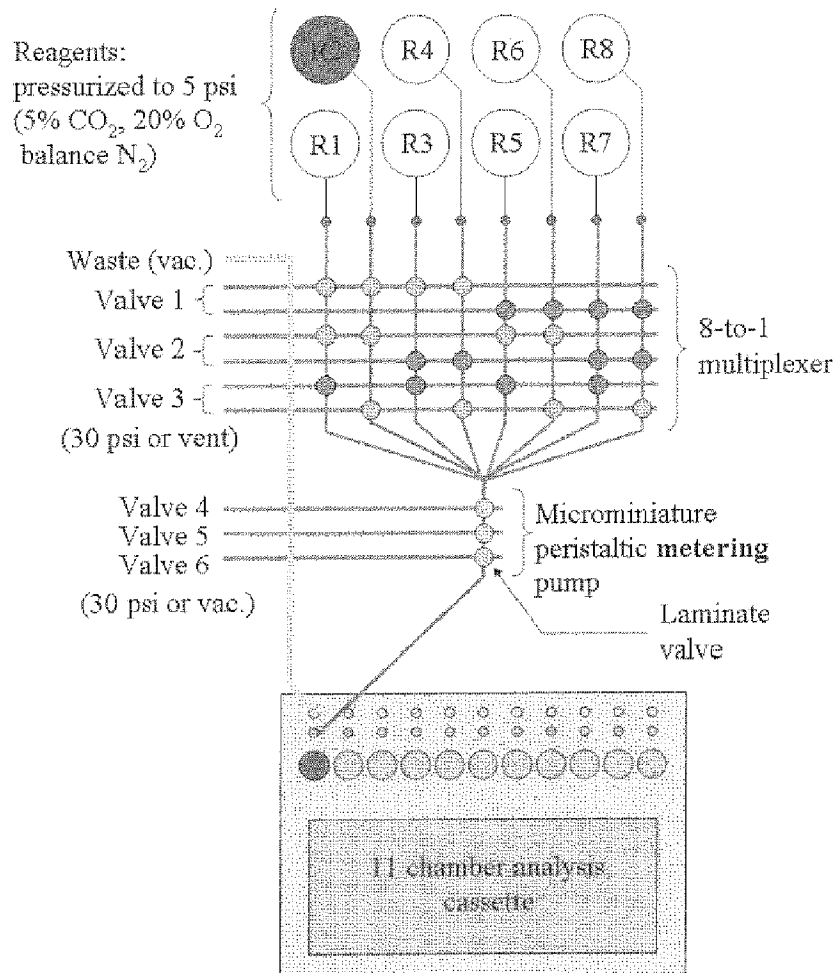 Reagents:
pressurized to 5 psi
(5% CO₂, 20% O₂
balance N₂)
R2 R4 R6 R8
R1 R3 R5 R7
Waste (vac.)
Valve 1
Valve 2
Valve 3
(30 psi or vent)
8-to-1
multiplexer
Valve 4
Valve 5
Valve 6
(30 psi or vac.)
Microminiature
peristaltic metering
pump
Laminate
valve
11 chamber analysis
cassette